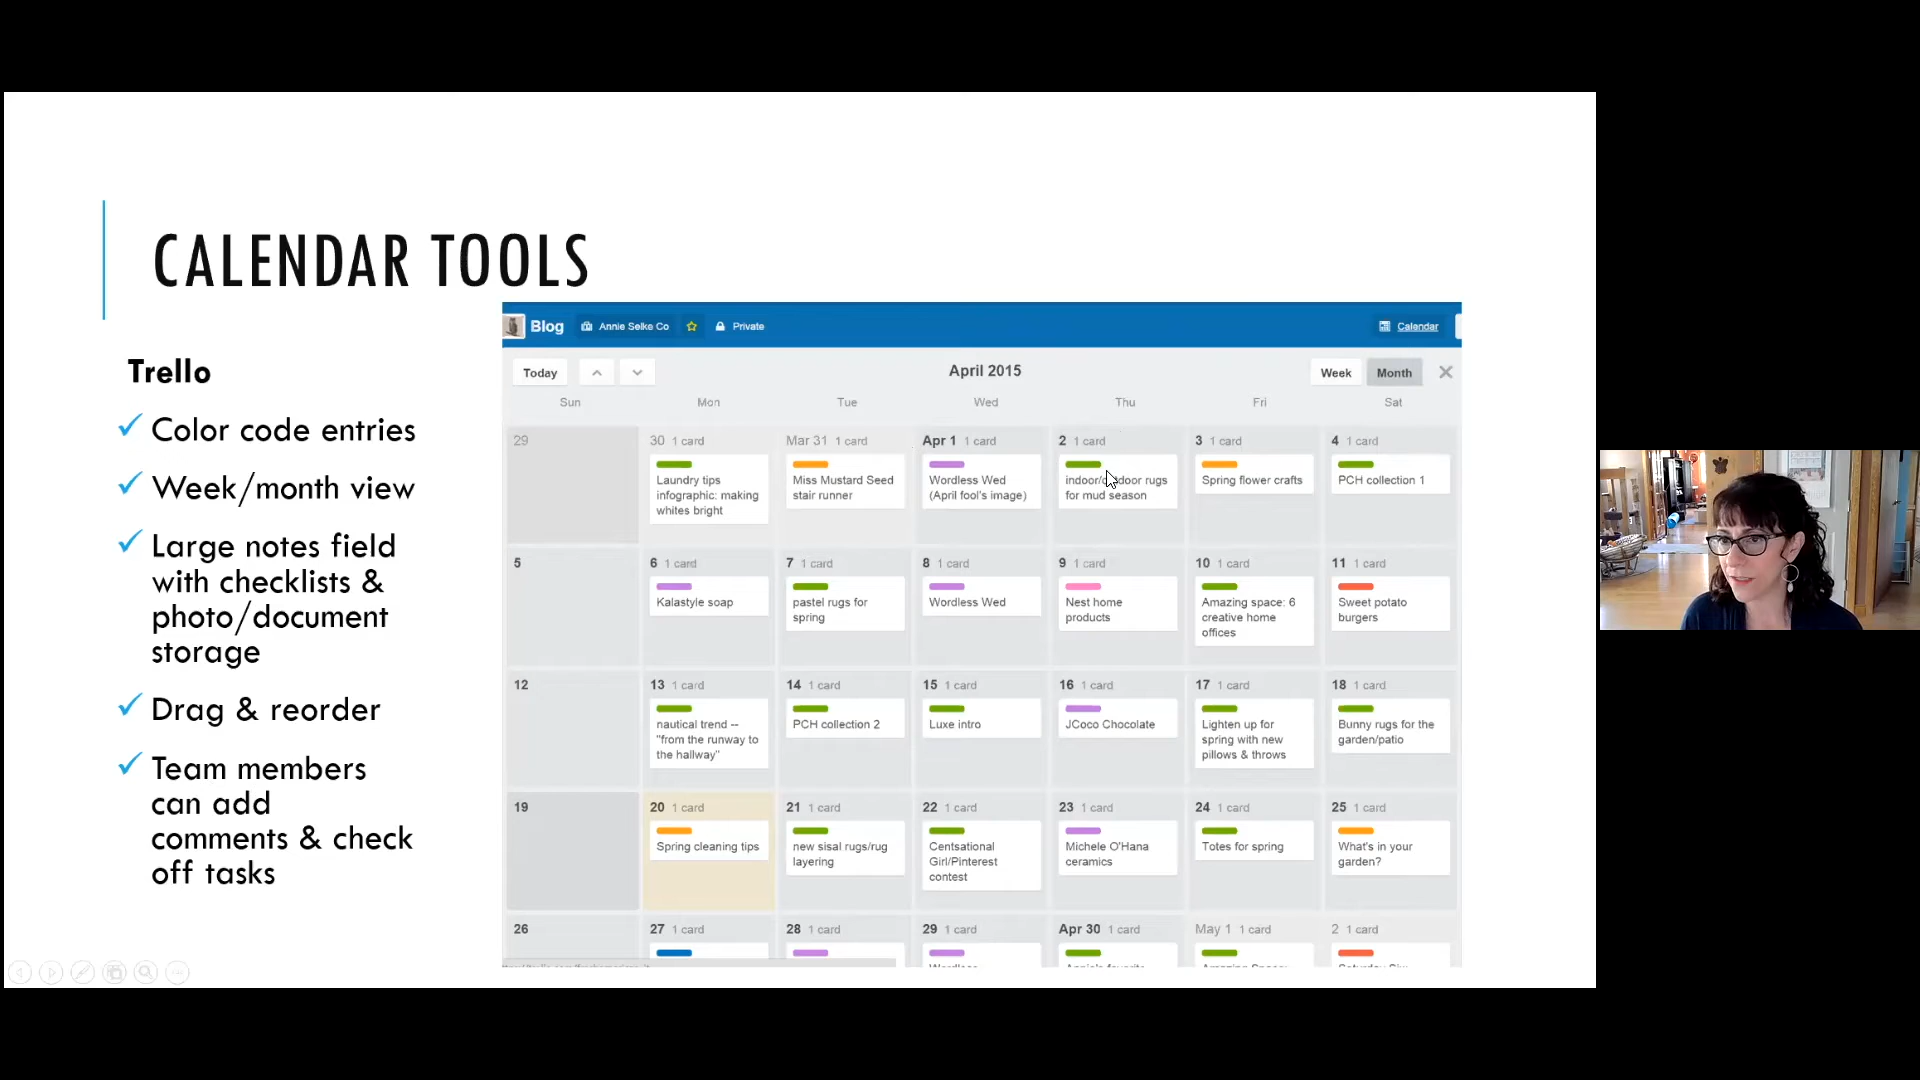 CALENDAR TOOLS
Trello
Color code entries
Week/month view
Large notes field
with checklists &
photo/document
storage
Drag & reorder
Team members
can add
comments & check
off tasks
Blog Annie Selke Co Private Calendar
Today April 2015 Week Month
Sun Mon Tue Wed Thu Fri Sat
29
30 1 card
Laundry tips
infographic: making
whites bright
Mar 31 1 card
Miss Mustard Seed
stair runner
Apr 1 1 card
Wordless Wed
(April fool's image)
2 1 card
indoor/outdoor rugs
for mud season
3 1 card
Spring flower crafts
4 1 card
PCH collection 1
5
6 1 card
Kalastyle soap
7 1 card
pastel rugs for
spring
8 1 card
Wordless Wed
9 1 card
Nest home
products
10 1 card
Amazing space: 6
creative home
offices
11 1 card
Sweet potato
burgers
12
13 1 card
nautical trend --
"from the runway to
the hallway"
14 1 card
PCH collection 2
15 1 card
Luxe intro
16 1 card
JCoco Chocolate
17 1 card
Lighten up for
spring with new
pillows & throws
18 1 card
Bunny rugs for the
garden/patio
19
20 1 card
Spring cleaning tips
21 1 card
new sisal rugs/rug
layering
22 1 card
Centsational
Girl/Pinterest
contest
23 1 card
Michele O'Hana
ceramics
24 1 card
Totes for spring
25 1 card
What's in your
garden?
26
27 1 card
28 1 card
29 1 card
Wordless
Apr 30 1 card
Annie's favorite
May 1 1 card
Amazing Space:
2 1 card
Saturday Six